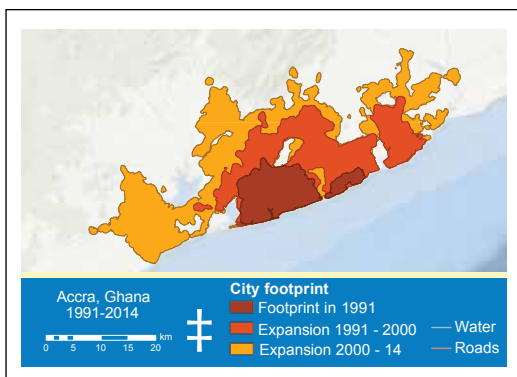 City footprint
Accra, Ghana
1991-2014
Footprint in 1991
Expansion 1991 - 2000
Expansion 2000 - 14
Water
Roads
km
0 5 10 20